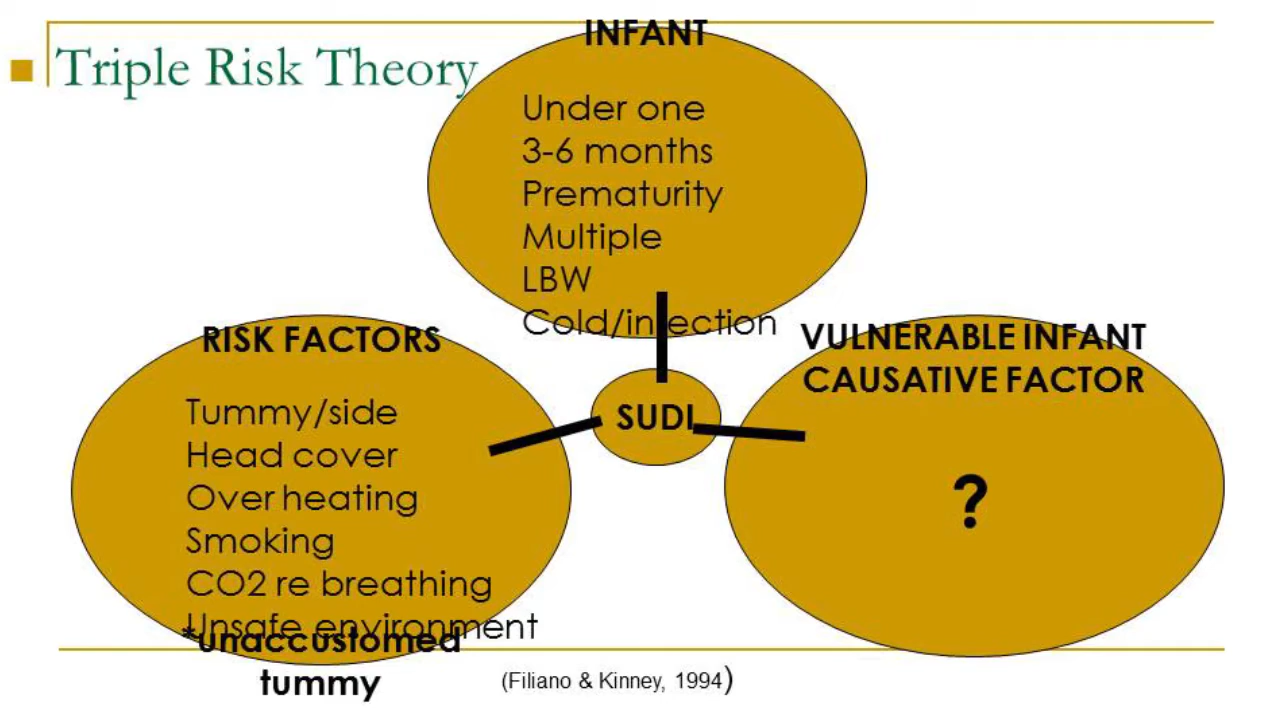 Triple Risk Theory
INFANT
Under one
3-6 months
Prematurity
Multiple
LBW
Cold/injection
RISK FACTORS
Tummy/side
Head cover
Over heating
Smoking
CO2 re breathing
Unsafe environment
*unaccustomed
tummy
SUDI
VULNERABLE INFANT
CAUSATIVE FACTOR
?
(Filiano & Kinney, 1994)